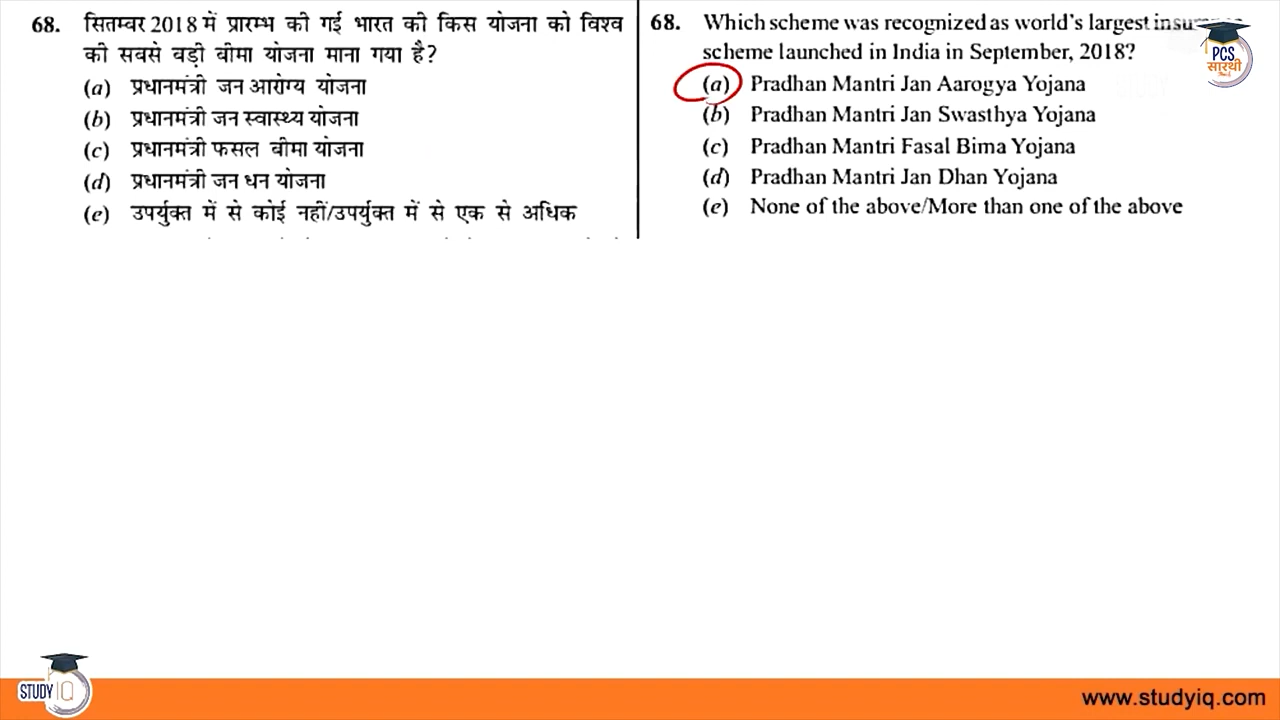 68. सितम्बर 2018 में प्रारम्भ की गई भारत की किस योजना को विश्व
की सबसे बड़ी बीमा योजना माना गया है?
(a) प्रधानमंत्री जन आरोग्य योजना
(b) प्रधानमंत्री जन स्वास्थ्य योजना
(c) प्रधानमंत्री फसल बीमा योजना
(d) प्रधानमंत्री जन धन योजना
(e) उपर्युक्त में से कोई नहीं/उपर्युक्त में से एक से अधिक
68. Which scheme was recognized as world's largest
scheme launched in India in September, 2018?
(a) Pradhan Mantri Jan Aarogya Yojana
(b) Pradhan Mantri Jan Swasthya Yojana
(c) Pradhan Mantri Fasal Bima Yojana
(d) Pradhan Mantri Jan Dhan Yojana
(e) None of the above/More than one of the above
PCS
सारथी
STUDY IQ
www.studyiq.com